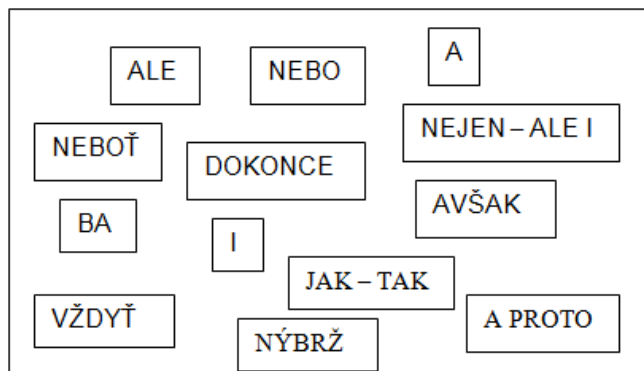 A
ALE
NEBO
NEJEN – ALE I
NEBOŤ
DOKONCE
AVŠAK
BA
I
JAK – TAK
VŽDYŤ
A PROTO
NÝBRŽ